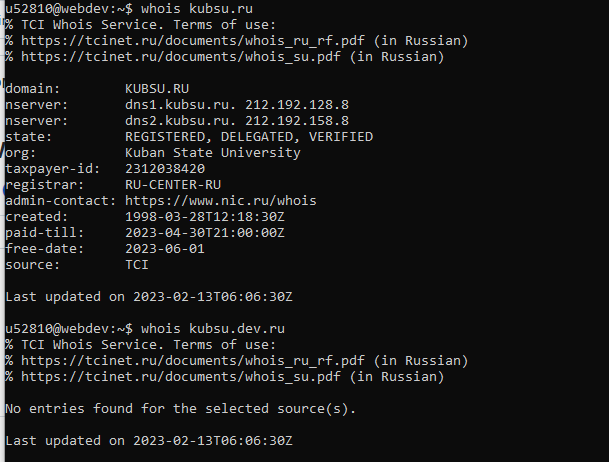 u52810@webdev:~$ whois kubsu.ru
% TCI Whois Service. Terms of use:
% https://tcinet.ru/documents/whois_ru_rf.pdf (in Russian)
% https://tcinet.ru/documents/whois_su.pdf (in Russian)
domain: KUBSU.RU
nserver: dns1.kubsu.ru. 212.192.128.8
nserver: dns2.kubsu.ru. 212.192.158.8
state: REGISTERED, DELEGATED, VERIFIED
org: Kuban State University
taxpayer-id: 2312038420
registrar: RU-CENTER-RU
admin-contact: https://www.nic.ru/whois
created: 1998-03-28T12:18:30Z
paid-till: 2023-04-30T21:00:00Z
free-date: 2023-06-01
source: TCI
Last updated on 2023-02-13T06:06:30Z
u52810@webdev:~$ whois kubsu.dev.ru
% TCI Whois Service. Terms of use:
% https://tcinet.ru/documents/whois_ru_rf.pdf (in Russian)
% https://tcinet.ru/documents/whois_su.pdf (in Russian)
No entries found for the selected source(s).
Last updated on 2023-02-13T06:06:30Z